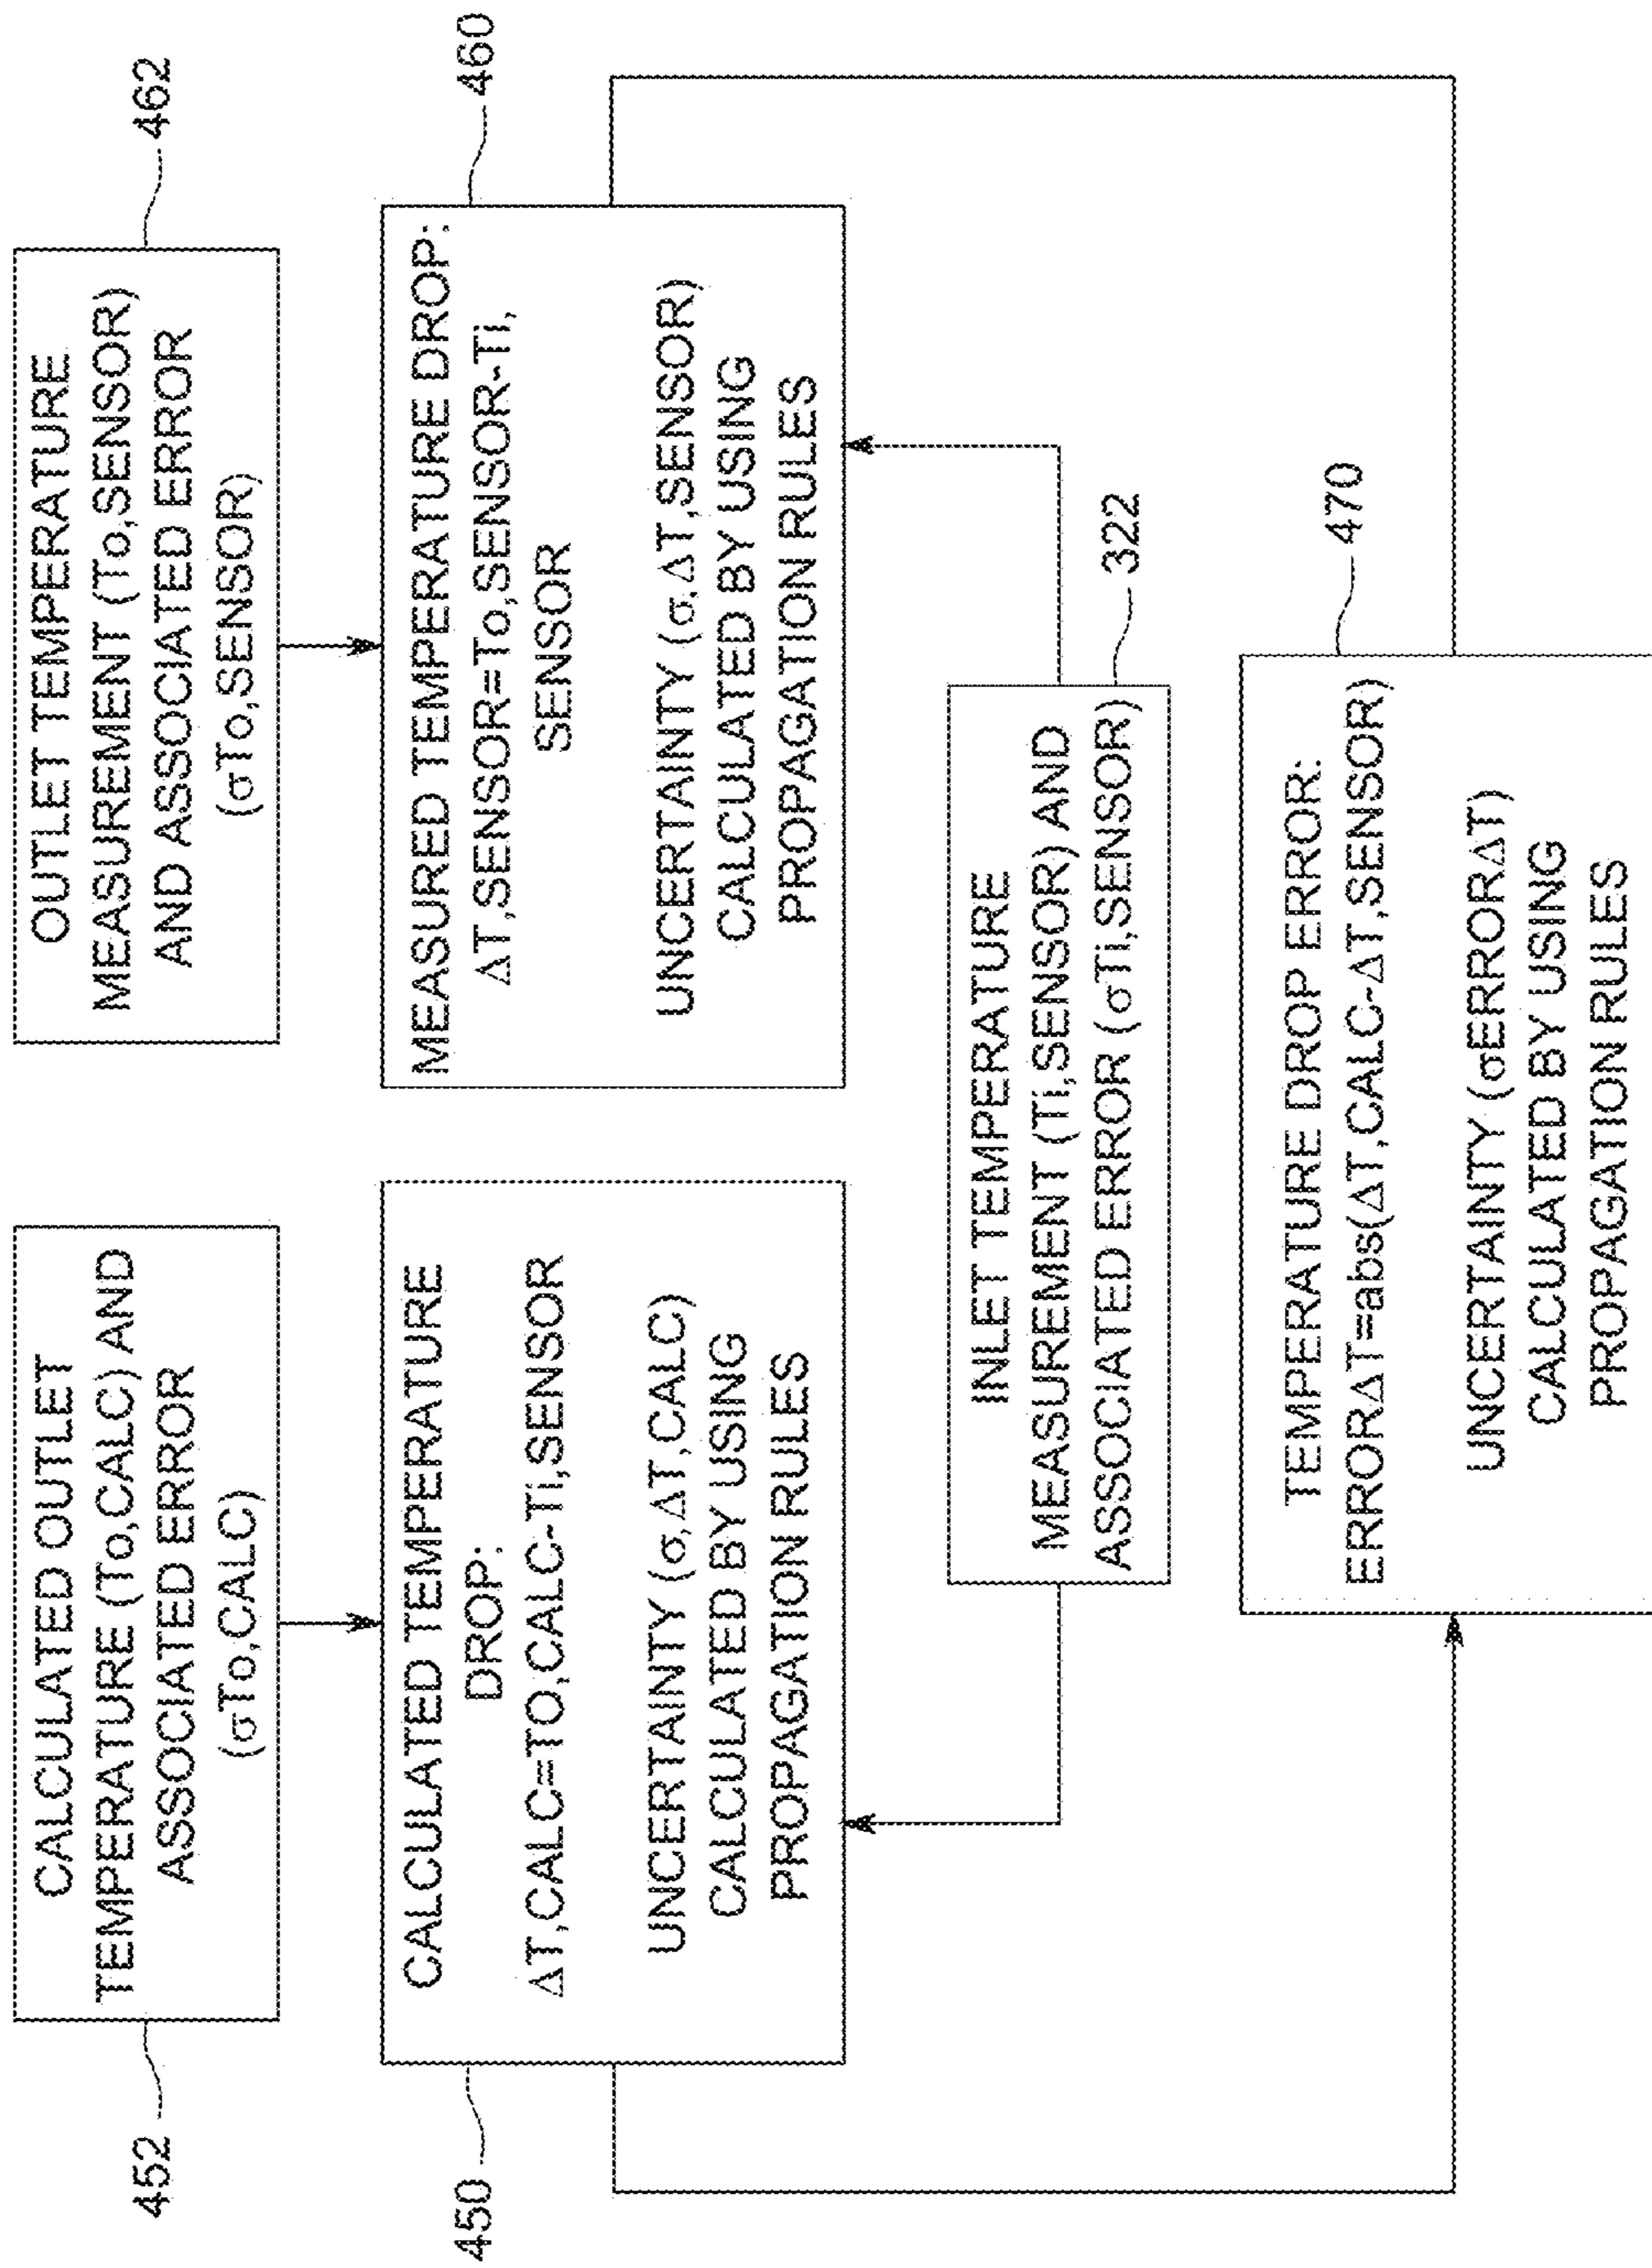 452
CALCULATED OUTLET
TEMPERATURE (To,CALC) AND
ASSOCIATED ERROR
(σTo,CALC)
OUTLET TEMPERATURE
MEASUREMENT (To,SENSOR)
AND ASSOCIATED ERROR
(σTo,SENSOR)
462
450
CALCULATED TEMPERATURE
DROP:
ΔT,CALC=TO,CALC-Ti,SENSOR
UNCERTAINTY (σ,ΔT,CALC)
CALCULATED BY USING
PROPAGATION RULES
MEASURED TEMPERATURE DROP:
ΔT,SENSOR=To,SENSOR-Ti,
SENSOR
UNCERTAINTY (σ,ΔT,SENSOR)
CALCULATED BY USING
PROPAGATION RULES
460
INLET TEMPERATURE
MEASUREMENT (Ti,SENSOR) AND
ASSOCIATED ERROR (σTi,SENSOR)
322
TEMPERATURE DROP ERROR:
ERRORΔT=abs(ΔT,CALC-ΔT,SENSOR)
UNCERTAINTY (σERRORΔT)
CALCULATED BY USING
PROPAGATION RULES
470